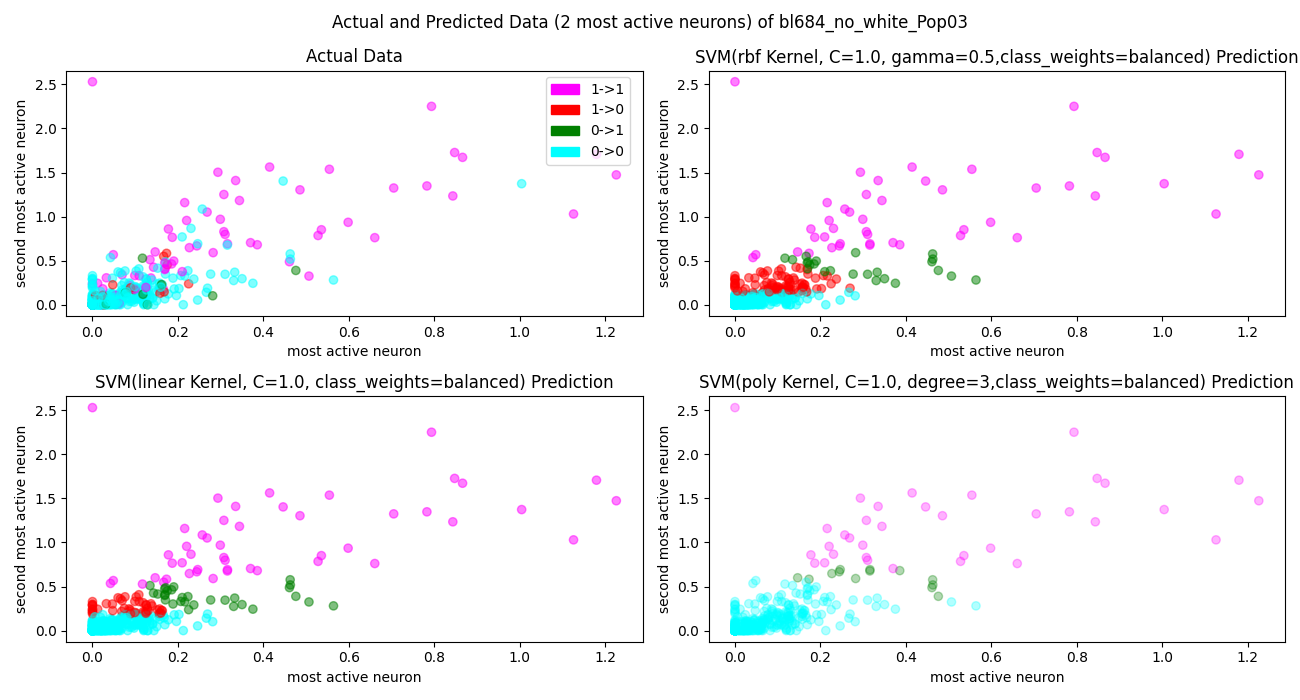 Actual and Predicted Data (2 most active neurons) of bl684_no_white_Pop03
Actual Data
second most active neuron
2.5
2.0
1.5
1.0
0.5
0.0
1->1
1->0
0->1
0->0
0.0 0.2 0.4 0.6 0.8 1.0 1.2
most active neuron
SVM(rbf Kernel, C=1.0, gamma=0.5,class_weights=balanced) Prediction
second most active neuron
2.5
2.0
1.5
1.0
0.5
0.0
0.0 0.2 0.4 0.6 0.8 1.0 1.2
most active neuron
SVM(linear Kernel, C=1.0, class_weights=balanced) Prediction
second most active neuron
2.5
2.0
1.5
1.0
0.5
0.0
0.0 0.2 0.4 0.6 0.8 1.0 1.2
most active neuron
SVM(poly Kernel, C=1.0, degree=3,class_weights=balanced) Prediction
second most active neuron
2.5
2.0
1.5
1.0
0.5
0.0
0.0 0.2 0.4 0.6 0.8 1.0 1.2
most active neuron